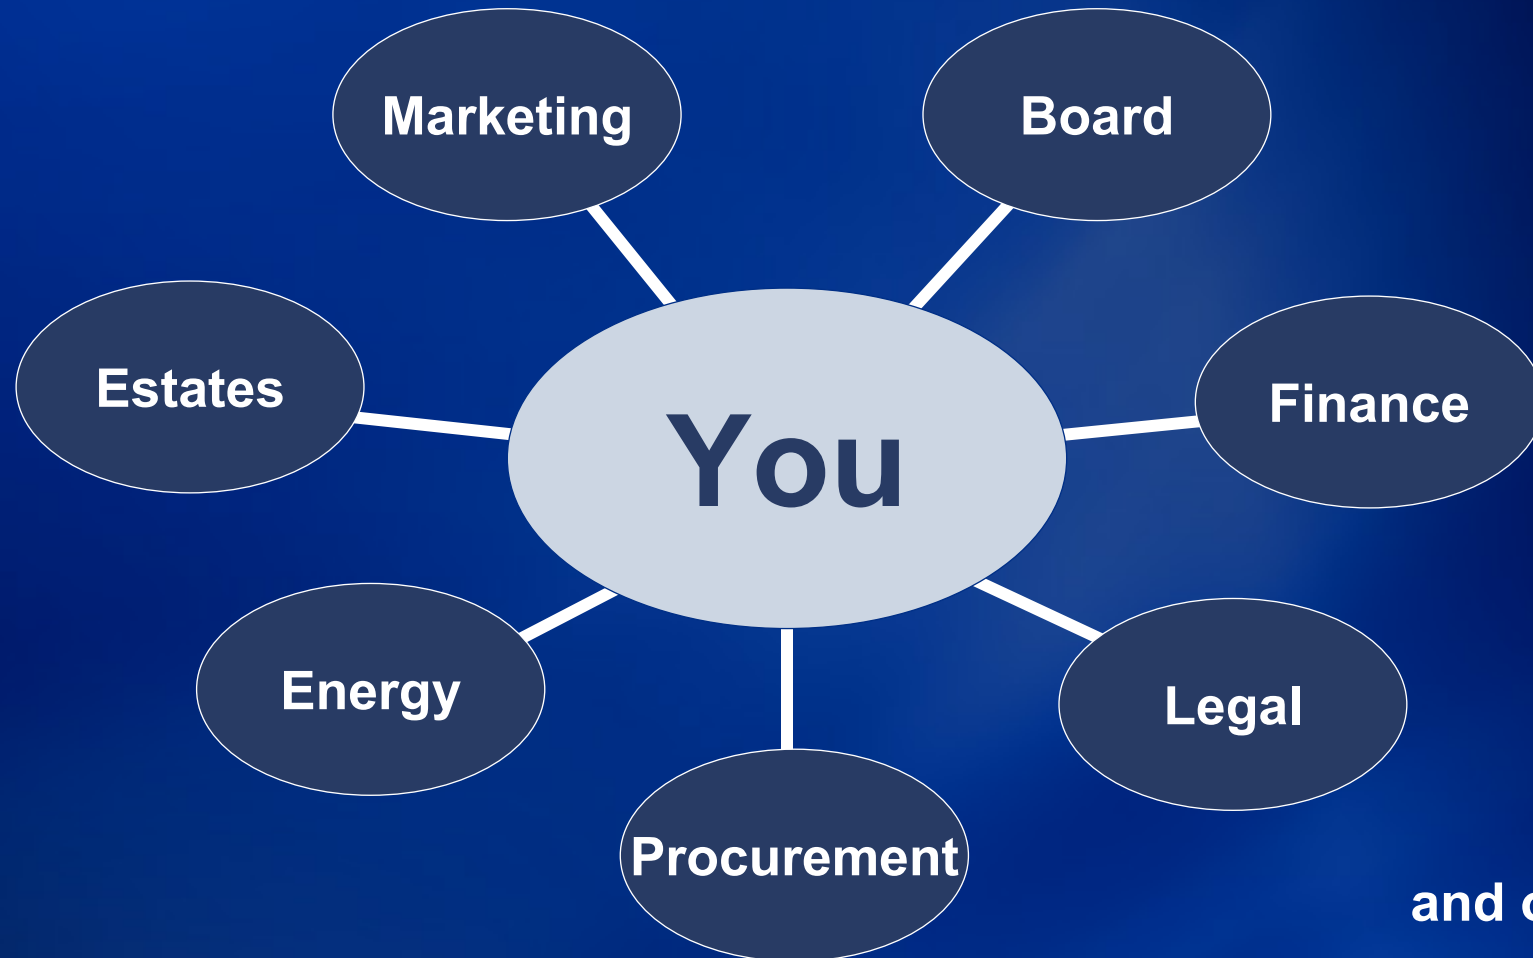 Marketing
Board
Estates
You
Finance
Energy
Legal
Procurement
and